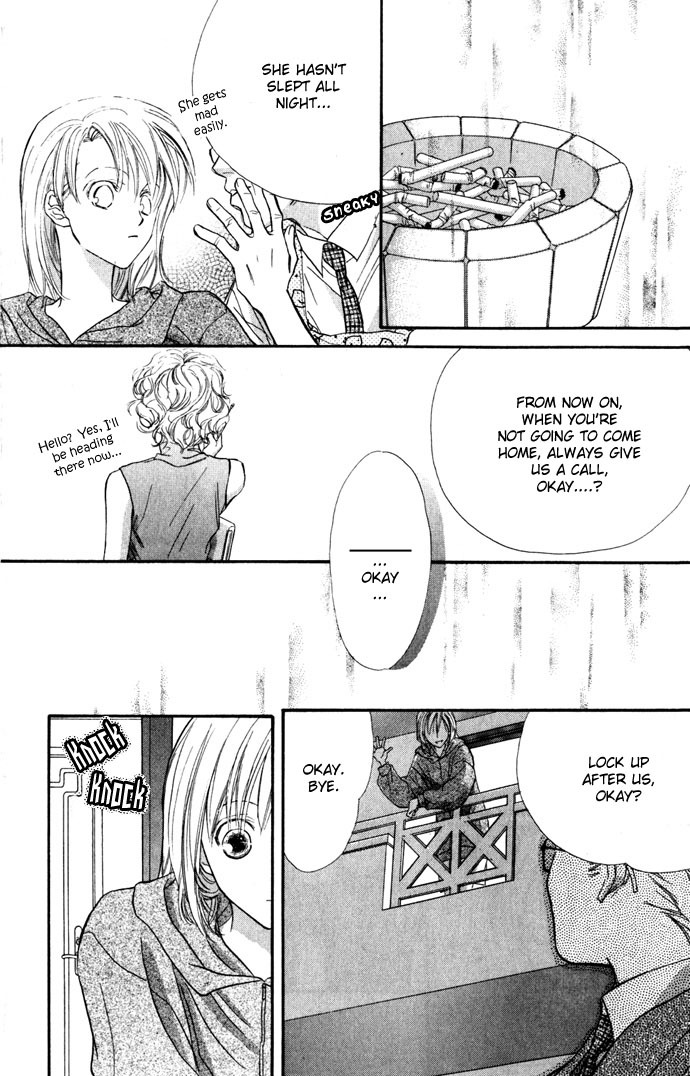 SHE HASN'T
SLEPT ALL
NIGHT...
She gets
mad
easily.
Sneaky
FROM NOW ON,
WHEN YOU'RE
NOT GOING TO COME
HOME, ALWAYS GIVE
US A CALL,
OKAY....?
Hello? Yes, I'll
be heading
there now...
...
OKAY
...
LOCK UP
AFTER US,
OKAY?
OKAY.
BYE.
KNOCK
KNOCK